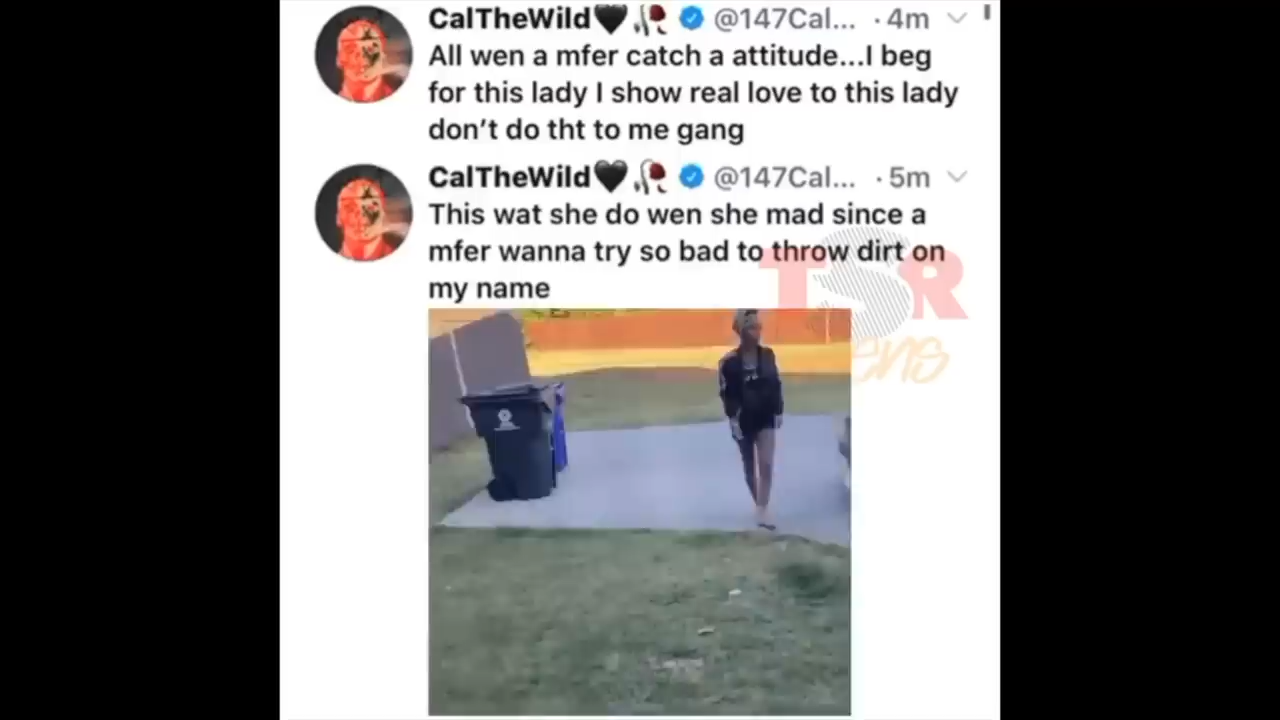 CalTheWild🖤🥀 @147Cal... · 4m
All wen a mfer catch a attitude...I beg
for this lady I show real love to this lady
don't do tht to me gang
CalTheWild🖤🥀 @147Cal... · 5m
This wat she do wen she mad since a
mfer wanna try so bad to throw dirt on
my name
TSR